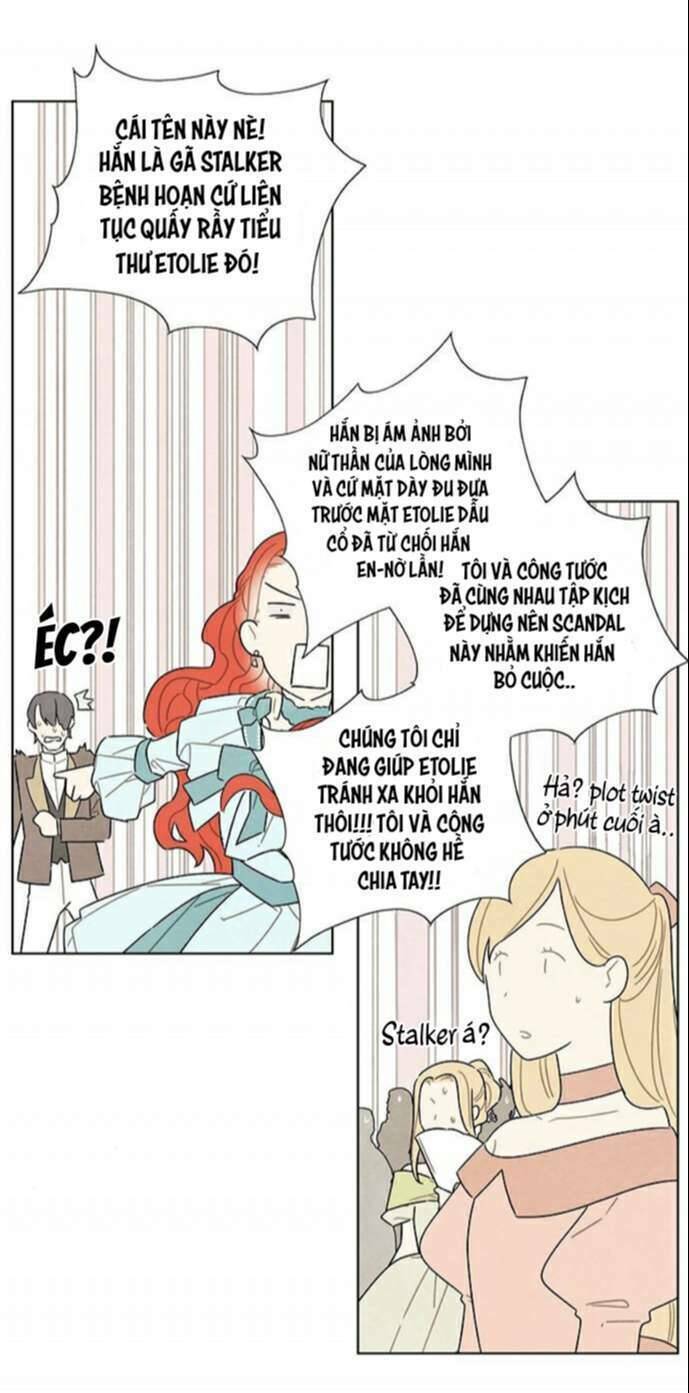 CÁI TÊN NÀY NÈ!
HẮN LÀ GÃ STALKER
BỆNH HOẠN CỨ LIÊN
TỤC QUẤY RẦY TIỂU
THƯ ETOLIE ĐÓ!
HẮN BỊ ÁM ẢNH BỞI
NỮ THẦN CỦA LÒNG MÌNH
VÀ CỨ MẶT DÀY ĐU ĐƯA
TRƯỚC MẶT ETOLIE DẪU
CỔ ĐÃ TỪ CHỐI HẮN
EN-NỜ LẦN!
TÔI VÀ CÔNG TƯỚC
ĐÃ CÙNG NHAU TẬP KỊCH
ĐỂ DỰNG NÊN SCANDAL
NÀY NHẰM KHIẾN HẮN
BỎ CUỘC..
ÉC?!
CHÚNG TÔI CHỈ
ĐANG GIÚP ETOLIE
TRÁNH XA KHỎI HẮN
THÔI!!! TÔI VÀ CÔNG
TƯỚC KHÔNG HỀ
CHIA TAY!!
Hả? plot twist
ở phút cuối à..
Stalker á?